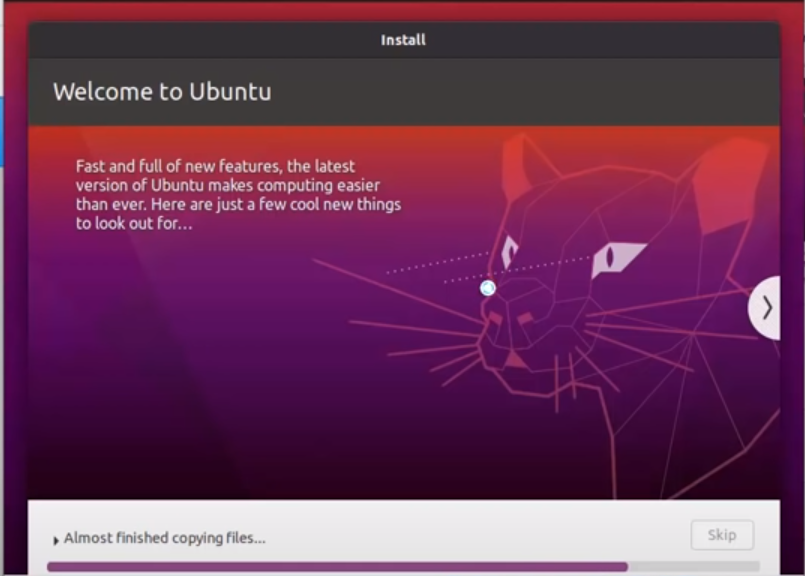 Install
Welcome to Ubuntu
Fast and full of new features, the latest
version of Ubuntu makes computing easier
than ever. Here are just a few cool new things
to look out for...
Almost finished copying files...
Skip